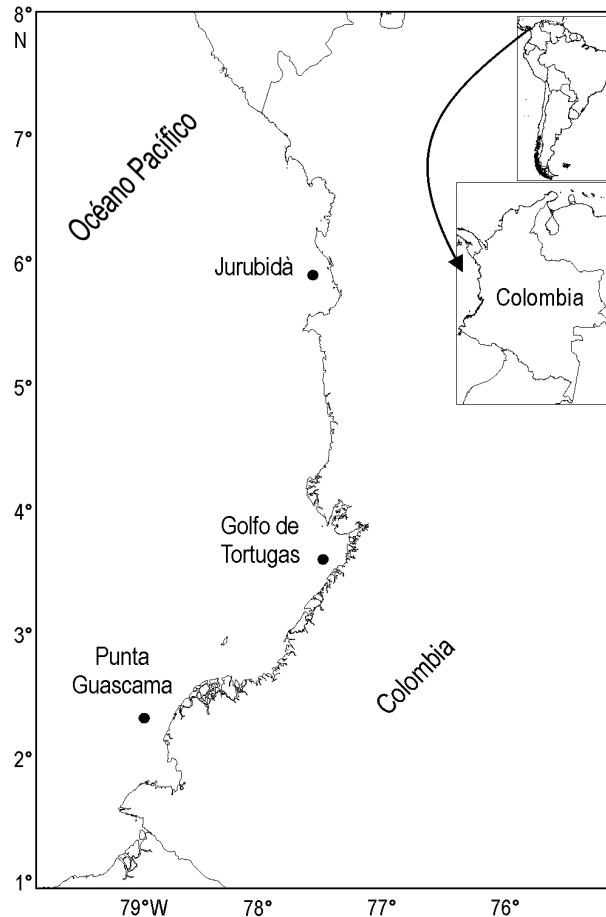 8°
N
7°
Océano Pacífico
6°
Jurubidà
Colombia
5°
4°
Golfo de
Tortugas
3°
Punta
Guascama
Colombia
2°
1°
79°W
78°
77°
76°